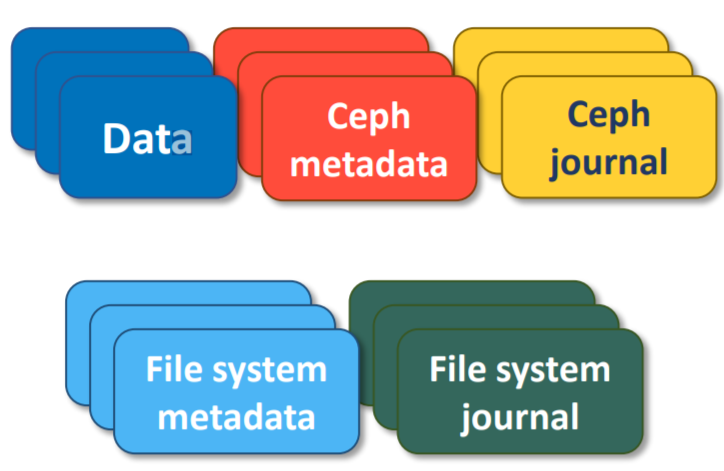 Data
Ceph
metadata
Ceph
journal
File system
metadata
File system
journal